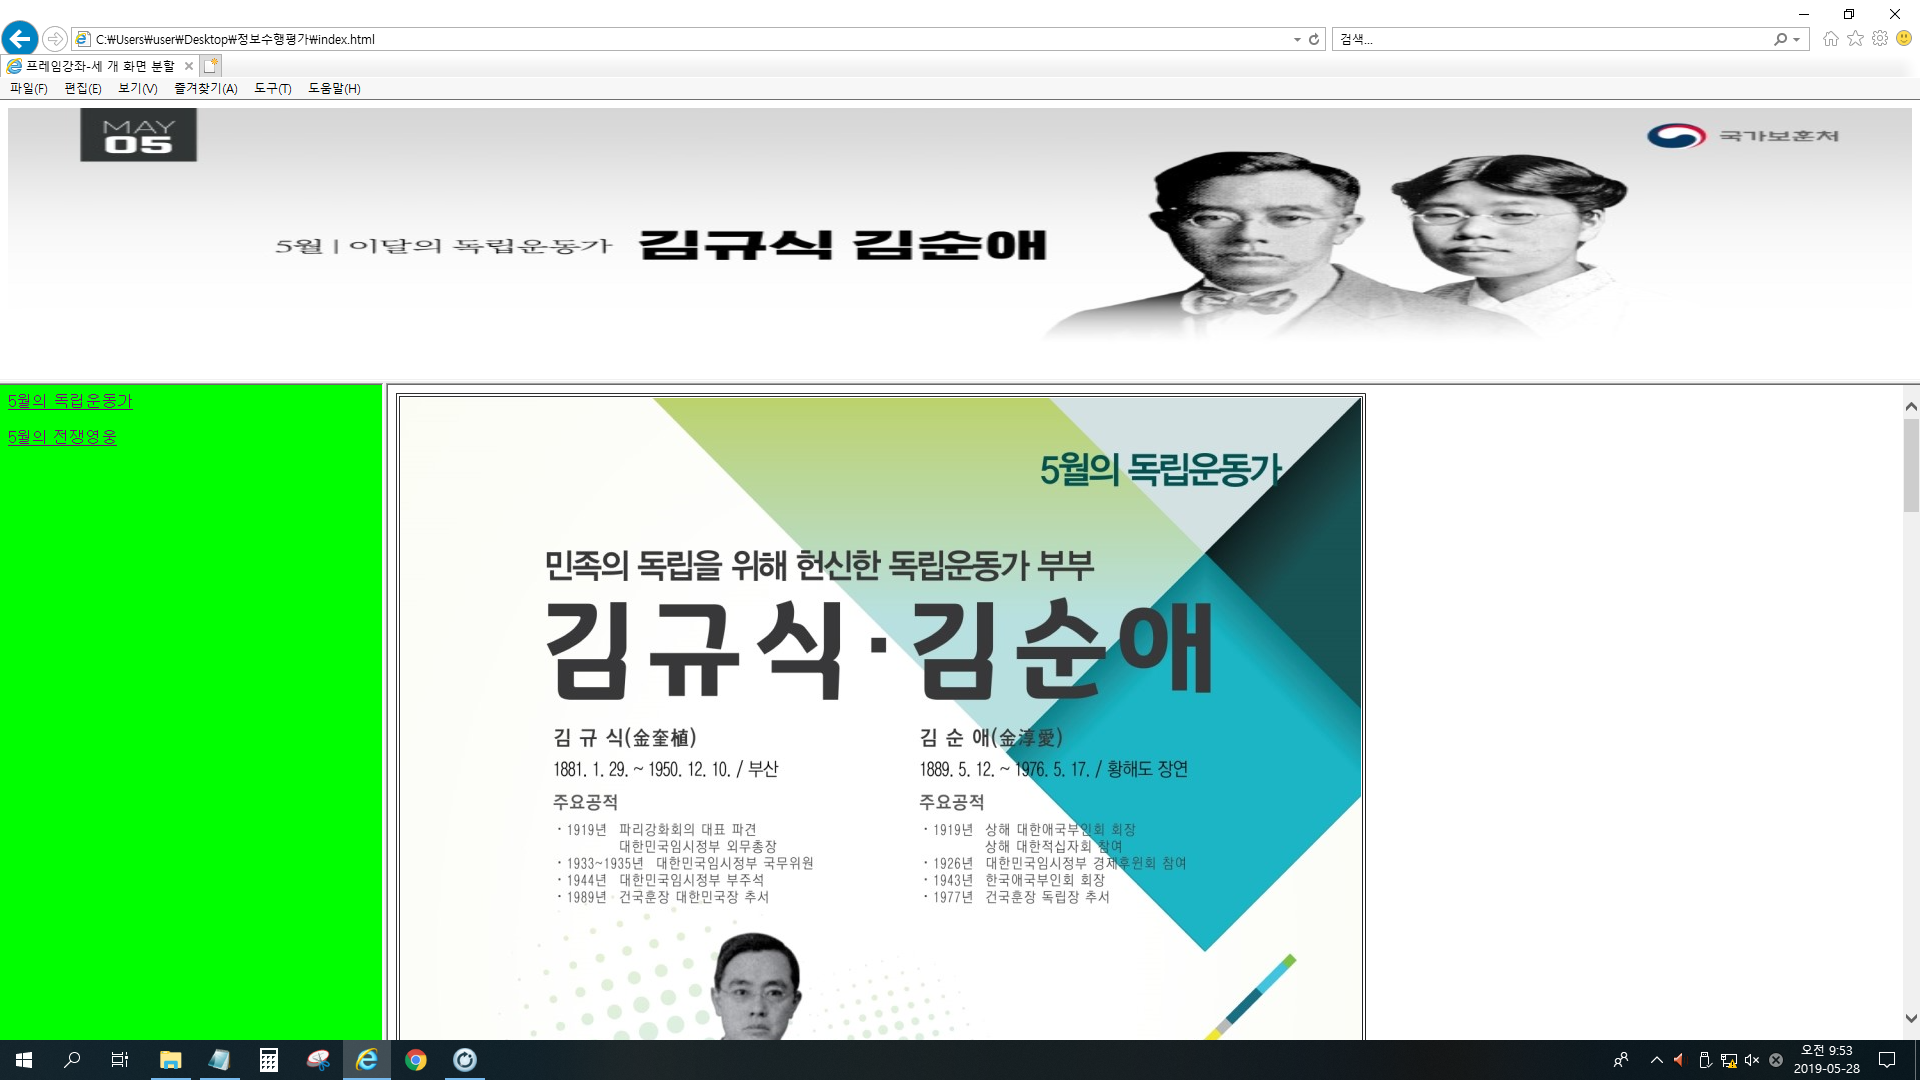 C:￦Users￦user￦Desktop￦정보수행평가￦index.html
검색...
프레임강좌-세 개 화면 분할
파일(F) 편집(E) 보기(V) 즐겨찾기(A) 도구(T) 도움말(H)
MAY
05
국가보훈처
5월 | 이달의 독립운동가 김규식 김순애
5월의 독립운동가
5월의 전쟁영웅
5월의 독립운동가
민족의 독립을 위해 헌신한 독립운동가 부부
김규식·김순애
김 규 식(金奎植)
1881. 1. 29. ~ 1950. 12. 10. / 부산
주요공적
· 1919년 파리강화회의 대표 파견
대한민국임시정부 외무총장
· 1933~1935년 대한민국임시정부 국무위원
· 1944년 대한민국임시정부 부주석
· 1989년 건국훈장 대한민국장 추서
김 순 애(金淳愛)
1889. 5. 12. ~ 1976. 5. 17. / 황해도 장연
주요공적
· 1919년 상해 대한애국부인회 회장
상해 대한적십자회 참여
· 1926년 대한민국임시정부 경제후원회 참여
· 1943년 한국애국부인회 회장
· 1977년 건국훈장 독립장 추서
오전 9:53
2019-05-28